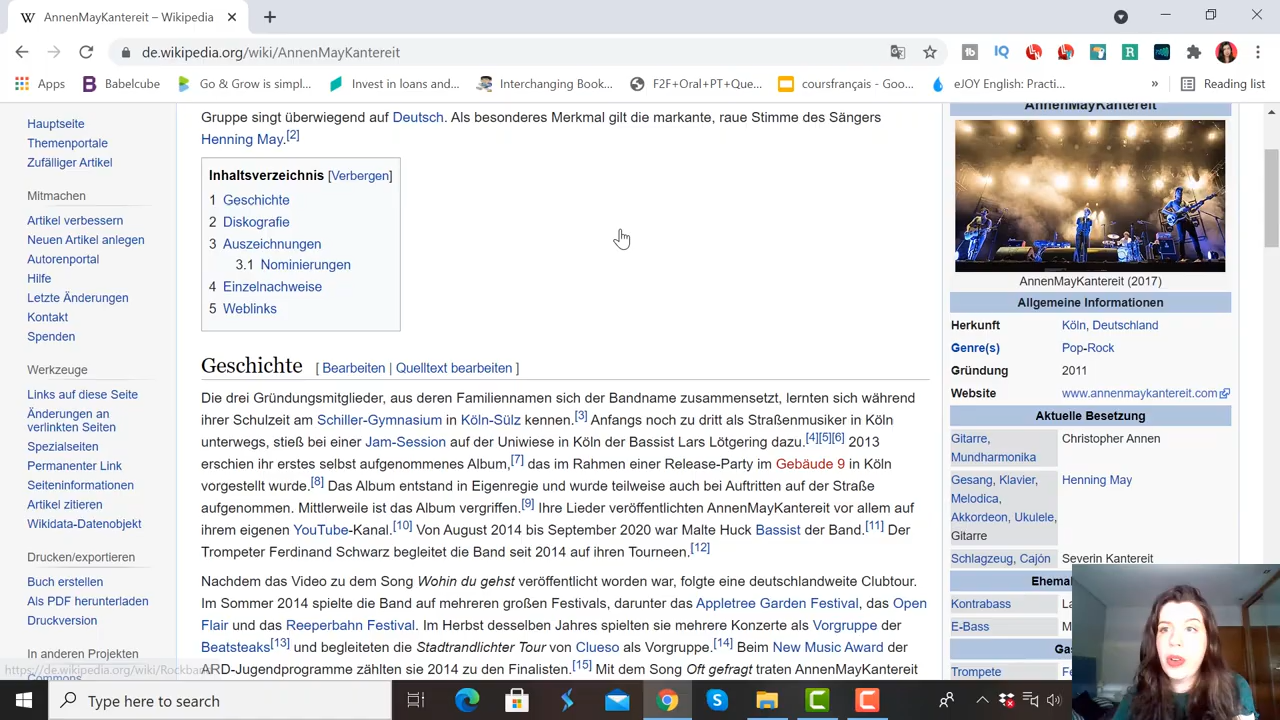 AnnenMayKantereit – Wikipedia
de.wikipedia.org/wiki/AnnenMayKantereit
Apps
Babelcube
Go & Grow is simpl...
Invest in loans and...
Interchanging Book...
F2F+Oral+PT+Que...
coursfrançais - Goo...
eJOY English: Practi...
»
Reading list
Hauptseite
Themenportale
Zufälliger Artikel
Mitmachen
Artikel verbessern
Neuen Artikel anlegen
Autorenportal
Hilfe
Letzte Änderungen
Kontakt
Spenden
Werkzeuge
Links auf diese Seite
Änderungen an
verlinkten Seiten
Spezialseiten
Permanenter Link
Seiteninformationen
Artikel zitieren
Wikidata-Datenobjekt
Drucken/exportieren
Buch erstellen
Als PDF herunterladen
Druckversion
In anderen Projekten
Commons
https://de.wikipedia.org/wiki/Rockband
Gruppe singt überwiegend auf Deutsch. Als besonderes Merkmal gilt die markante, raue Stimme des Sängers
Henning May.[2]
Inhaltsverzeichnis [Verbergen]
1 Geschichte
2 Diskografie
3 Auszeichnungen
3.1 Nominierungen
4 Einzelnachweise
5 Weblinks
Geschichte [ Bearbeiten | Quelltext bearbeiten ]
Die drei Gründungsmitglieder, aus deren Familiennamen sich der Bandname zusammensetzt, lernten sich während
ihrer Schulzeit am Schiller-Gymnasium in Köln-Sülz kennen.[3] Anfangs noch zu dritt als Straßenmusiker in Köln
unterwegs, stieß bei einer Jam-Session auf der Uniwiese in Köln der Bassist Lars Lötgering dazu.[4][5][6] 2013
erschien ihr erstes selbst aufgenommenes Album,[7] das im Rahmen einer Release-Party im Gebäude 9 in Köln
vorgestellt wurde.[8] Das Album entstand in Eigenregie und wurde teilweise auch bei Auftritten auf der Straße
aufgenommen. Mittlerweile ist das Album vergriffen.[9] Ihre Lieder veröffentlichten AnnenMayKantereit vor allem auf
ihrem eigenen YouTube-Kanal.[10] Von August 2014 bis September 2020 war Malte Huck Bassist der Band.[11] Der
Trompeter Ferdinand Schwarz begleitet die Band seit 2014 auf ihren Tourneen.[12]
Nachdem das Video zu dem Song Wohin du gehst veröffentlicht worden war, folgte eine deutschlandweite Clubtour.
Im Sommer 2014 spielte die Band auf mehreren großen Festivals, darunter das Appletree Garden Festival, das Open
Flair und das Reeperbahn Festival. Im Herbst desselben Jahres spielten sie mehrere Konzerte als Vorgruppe der
Beatsteaks[13] und begleiteten die Stadtrandlichter Tour von Clueso als Vorgruppe.[14] Beim New Music Award der
ARD-Jugendprogramme zählten sie 2014 zu den Finalisten.[15] Mit dem Song Oft gefragt traten AnnenMayKantereit
AnnenMayKantereit
AnnenMayKantereit (2017)
Allgemeine Informationen
Herkunft Köln, Deutschland
Genre(s) Pop-Rock
Gründung 2011
Website www.annenmaykantereit.com
Aktuelle Besetzung
Gitarre, Christopher Annen
Mundharmonika
Gesang, Klavier, Henning May
Melodica,
Akkordeon, Ukulele,
Gitarre
Schlagzeug, Cajón Severin Kantereit
Ehema
Kontrabass La
E-Bass M
Gas
Trompete Fe
Type here to search